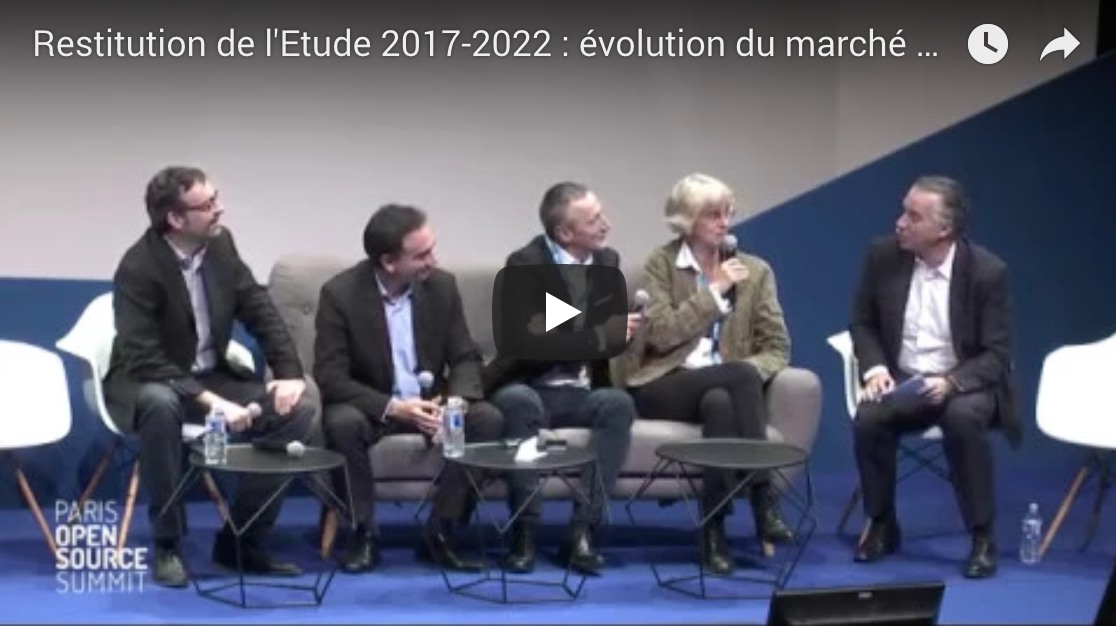 Restitution de l'Etude 2017-2022 : évolution du marché ...
PARIS
OPEN
SOURCE
SUMMIT